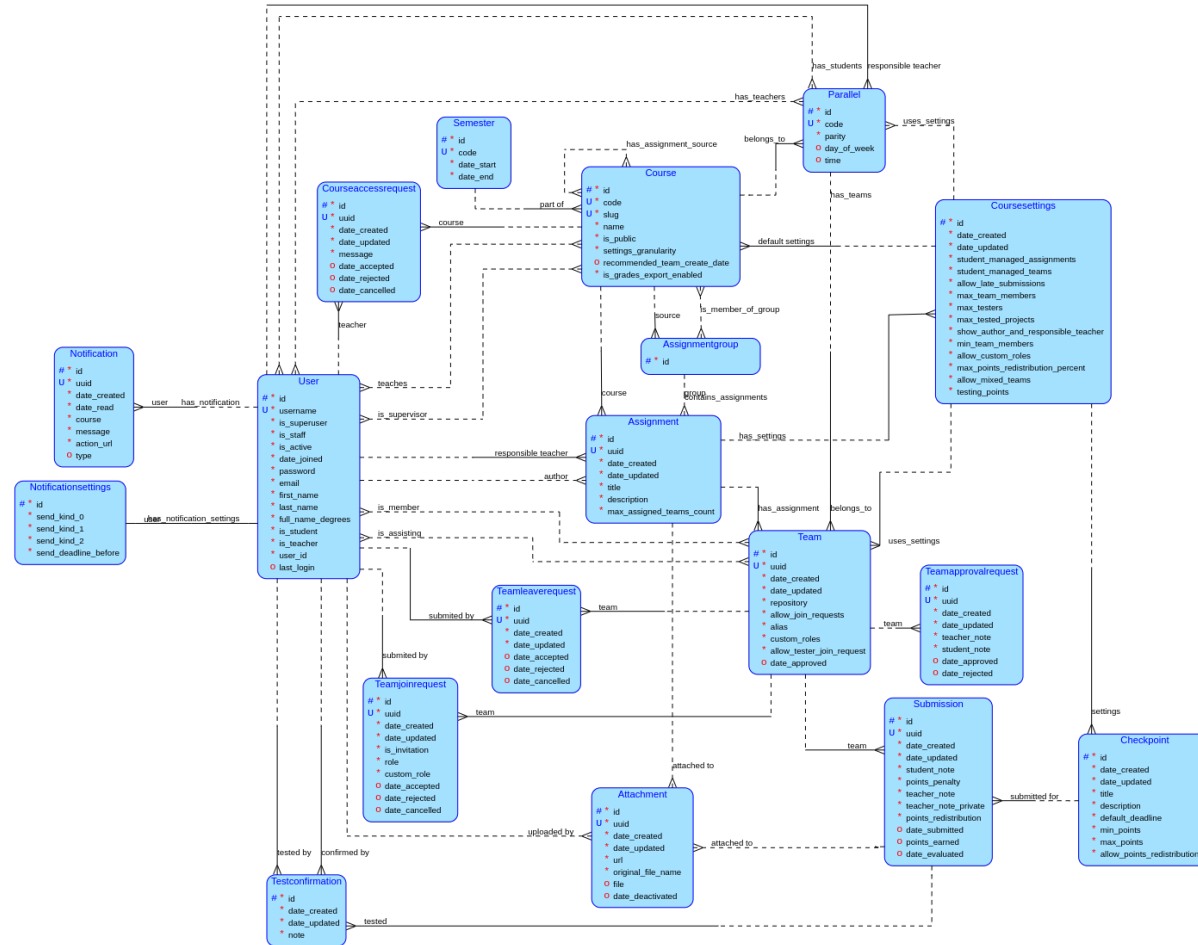 has_students
responsible teacher
has_teachers
Parallel
# * id
U * code
* parity
o day_of_week
o time
uses_settings
belongs_to
has_teams
Semester
# * id
U * code
* date_start
* date_end
has_assignment_source
part of
Course
# * id
U * code
U * slug
* name
* is_public
* settings_granularity
o recommended_team_create_date
* is_grades_export_enabled
Courseaccessrequest
# * id
U * uuid
* date_created
* date_updated
* message
o date_accepted
o date_rejected
o date_cancelled
course
teacher
default settings
Coursesettings
# * id
* date_created
* date_updated
* student_managed_assignments
* student_managed_teams
* allow_late_submissions
* max_team_members
* max_testers
* max_tested_projects
* show_author_and_responsible_teacher
* min_team_members
* allow_custom_roles
* max_points_redistribution_percent
* allow_mixed_teams
* testing_points
source
is_member_of_group
Assignmentgroup
# * id
Notification
# * id
U * uuid
* date_created
* date_read
* course
* message
* action_url
o type
user
has_notification
User
# * id
U * username
* is_superuser
* is_staff
* is_active
* date_joined
* password
* email
* first_name
* last_name
* full_name_degrees
* is_student
* is_teacher
* user_id
o last_login
teaches
is_supervisor
course
group
contains_assignments
Assignment
# * id
U * uuid
* date_created
* date_updated
* title
* description
* max_assigned_teams_count
has_settings
responsible teacher
author
is_member
is_assisting
has_assignment
belongs_to
Notificationsettings
# * id
* send_kind_0
* send_kind_1
* send_kind_2
* send_deadline_before
user
has_notification_settings
Team
# * id
U * uuid
* date_created
* date_updated
* repository
* allow_join_requests
* alias
* custom_roles
* allow_tester_join_request
o date_approved
uses_settings
Teamapprovalrequest
# * id
U * uuid
* date_created
* date_updated
* teacher_note
* student_note
o date_approved
o date_rejected
team
Teamleaverequest
# * id
U * uuid
* date_created
* date_updated
o date_accepted
o date_rejected
o date_cancelled
submited by
team
submited by
Teamjoinrequest
# * id
U * uuid
* date_created
* date_updated
* is_invitation
* role
* custom_role
o date_accepted
o date_rejected
o date_cancelled
team
Submission
# * id
U * uuid
* date_created
* date_updated
* student_note
* points_penalty
* teacher_note
* teacher_note_private
* points_redistribution
o date_submitted
o points_earned
o date_evaluated
team
settings
Checkpoint
# * id
* date_created
* date_updated
* title
* description
* default_deadline
* min_points
* max_points
* allow_points_redistribution
submitted for
attached to
Attachment
# * id
U * uuid
* date_created
* date_updated
* url
* original_file_name
o file
o date_deactivated
uploaded by
attached to
tested by
confirmed by
Testconfirmation
# * id
* date_created
* date_updated
* note
tested